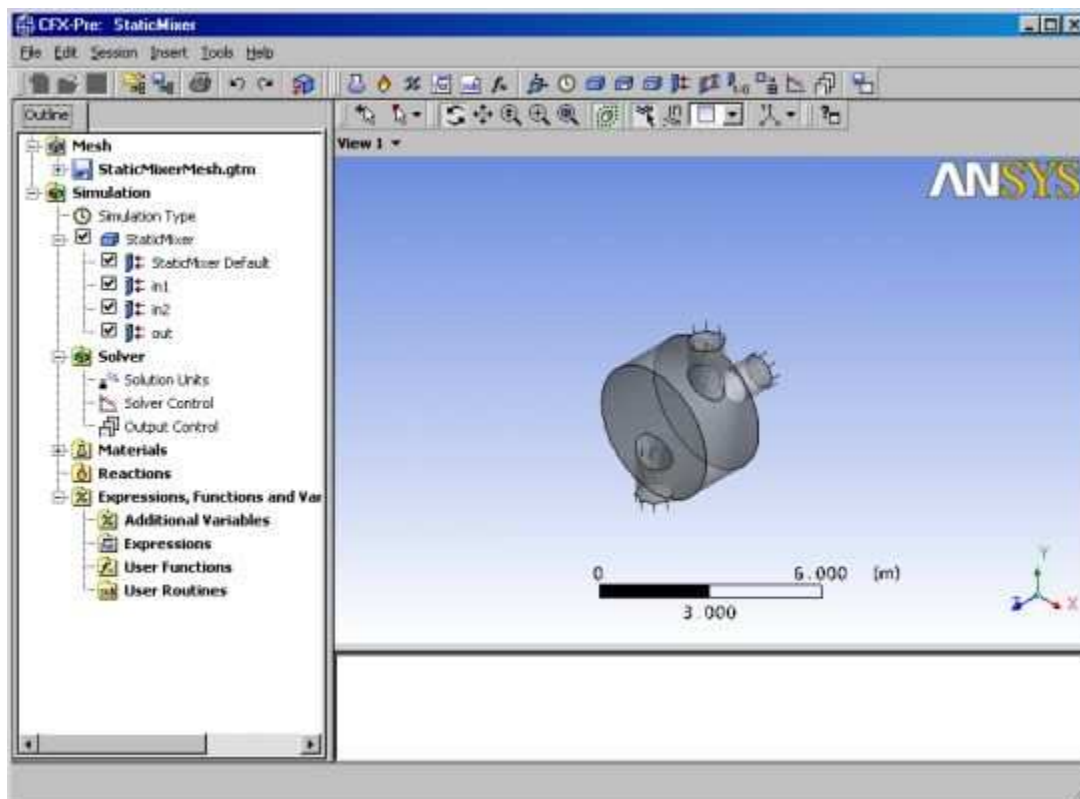 CFX-Pre: StaticMixer
File Edit Session Insert Tools Help
Outline
Mesh
StaticMixerMesh.gtm
Simulation
Simulation Type
StaticMixer
StaticMixer Default
in1
in2
out
Solver
Solution Units
Solver Control
Output Control
Materials
Reactions
Expressions, Functions and Var
Additional Variables
Expressions
User Functions
User Routines
View 1
ANSYS
0 6.000 (m)
3.000
Y
X